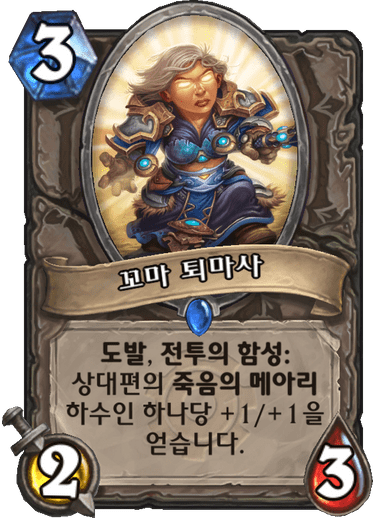 3
꼬마 퇴마사
도발, 전투의 함성:
상대편의 죽음의 메아리
하수인 하나당 +1/+1을
얻습니다.
2
3